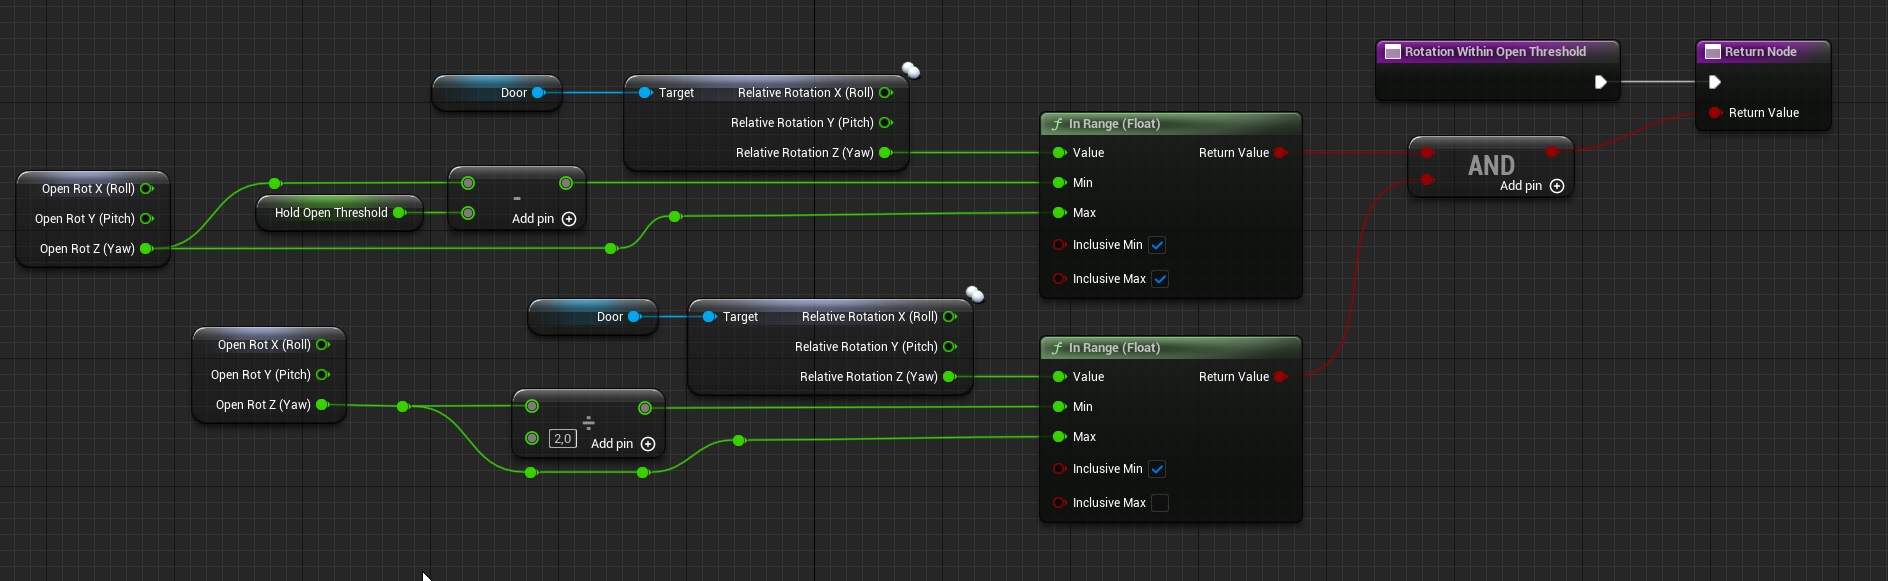 Rotation Within Open Threshold
Return Node
Return Value
AND
Add pin
Door
Target
Relative Rotation X (Roll)
Relative Rotation Y (Pitch)
Relative Rotation Z (Yaw)
In Range (Float)
Value
Return Value
Min
Max
Inclusive Min
Inclusive Max
Open Rot X (Roll)
Open Rot Y (Pitch)
Open Rot Z (Yaw)
Hold Open Threshold
-
Add pin
Door
Target
Relative Rotation X (Roll)
Relative Rotation Y (Pitch)
Relative Rotation Z (Yaw)
In Range (Float)
Value
Return Value
Min
Max
Inclusive Min
Inclusive Max
Open Rot X (Roll)
Open Rot Y (Pitch)
Open Rot Z (Yaw)
÷
2,0
Add pin